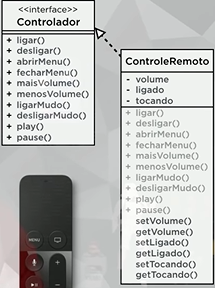 <<interface>>
Controlador
+ ligar()
+ desligar()
+ abrirMenu()
+ fecharMenu()
+ maisVolume()
+ menosVolume()
+ ligarMudo()
+ desligarMudo()
+ play()
+ pause()
ControleRemoto
- volume
- ligado
- tocando
+ ligar()
+ desligar()
+ abrirMenu()
+ fecharMenu()
+ maisVolume()
+ menosVolume()
+ ligarMudo()
+ desligarMudo()
+ play()
+ pause()
setVolume()
getVolume()
setLigado()
getLigado()
setTocando()
getTocando()
MENU